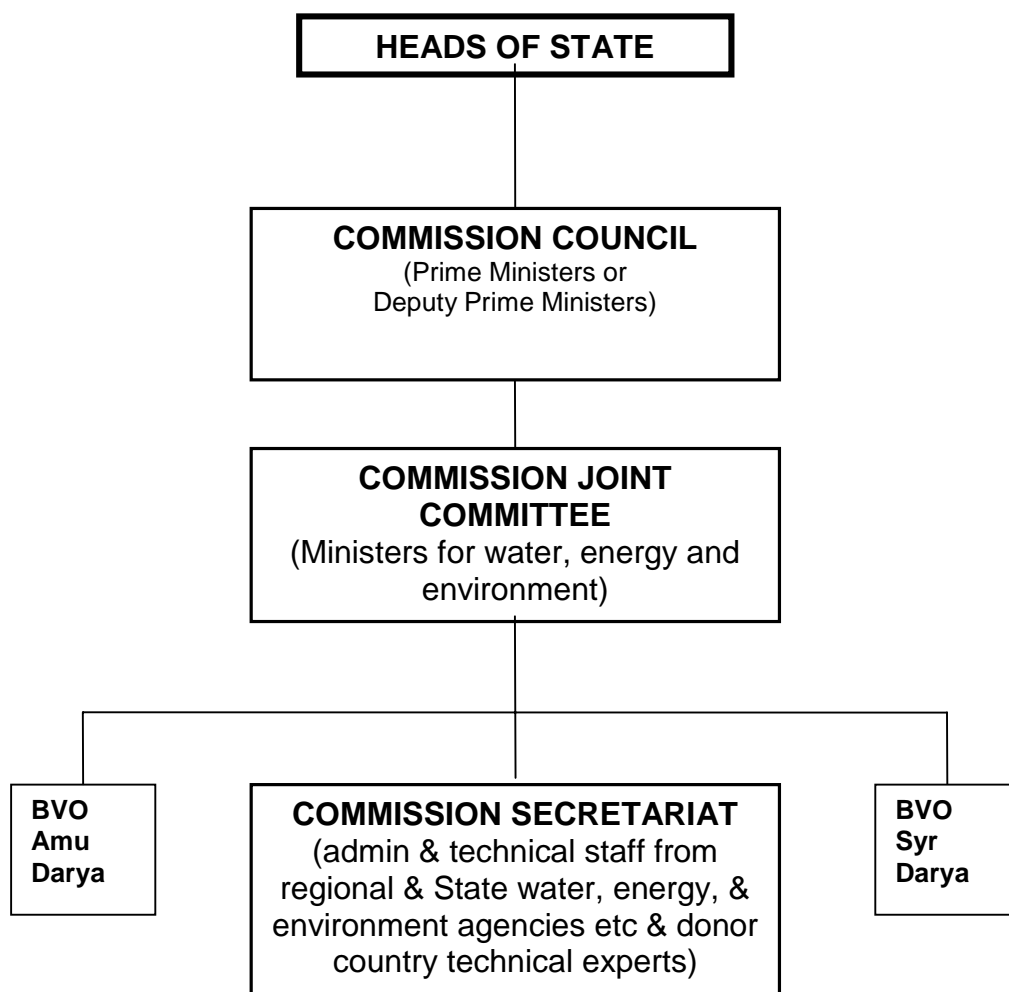 HEADS OF STATE
COMMISSION COUNCIL
(Prime Ministers or
Deputy Prime Ministers)
COMMISSION JOINT
COMMITTEE
(Ministers for water, energy and
environment)
BVO
Amu
Darya
COMMISSION SECRETARIAT
(admin & technical staff from
regional & State water, energy, &
environment agencies etc & donor
country technical experts)
BVO
Syr
Darya